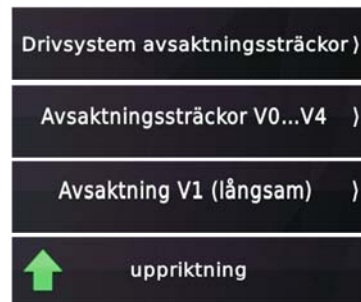 Drivsystem avsaktningssträckor ⟩
Avsaktningssträckor V0...V4 ⟩
Avsaktning V1 (långsam) ⟩
uppriktning